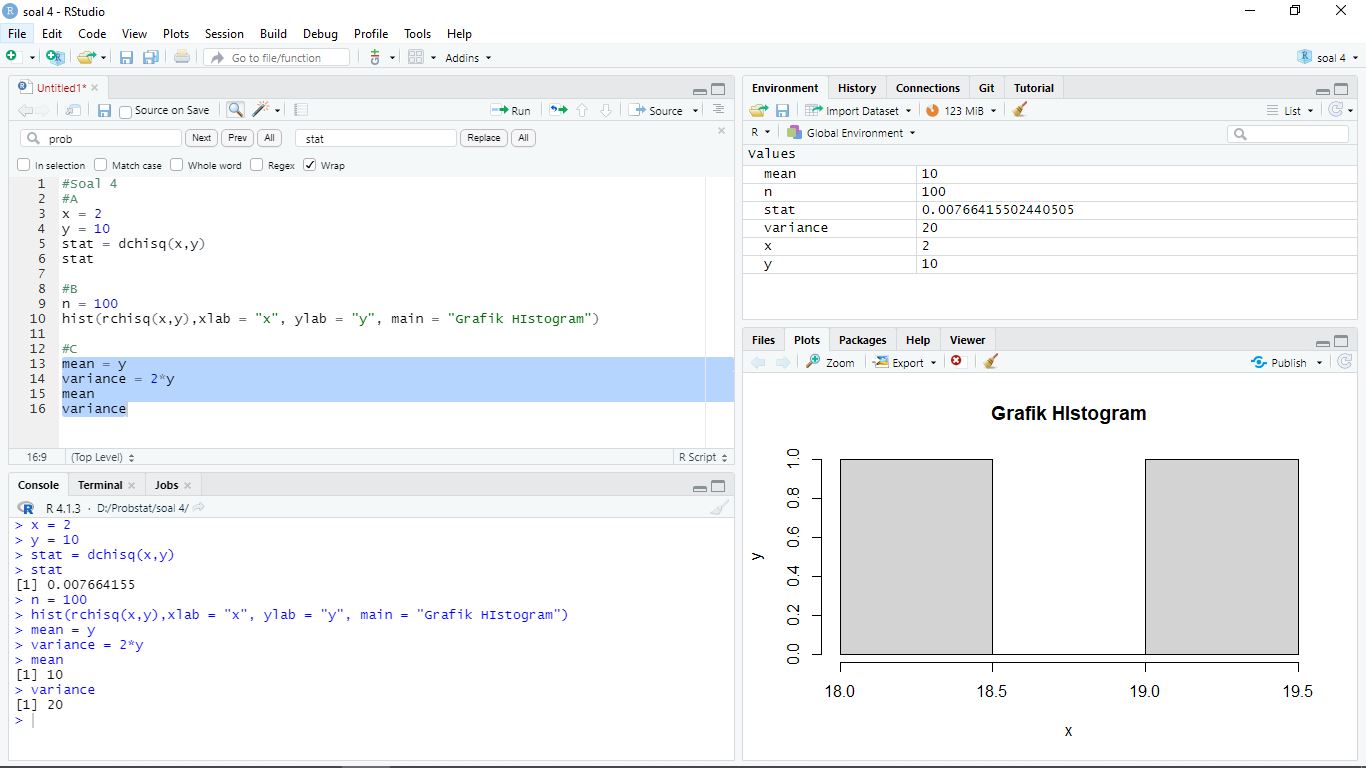 soal 4 - RStudio
File Edit Code View Plots Session Build Debug Profile Tools Help
Go to file/function Addins soal 4
Untitled1*
Source on Save Run Source
prob Next Prev All stat Replace All
In selection Match case Whole word Regex Wrap
1 #Soal 4
2 #A
3 x = 2
4 y = 10
5 stat = dchisq(x,y)
6 stat
7
8 #B
9 n = 100
10 hist(rchisq(x,y),xlab = "x", ylab = "y", main = "Grafik HIstogram")
11
12 #C
13 mean = y
14 variance = 2*y
15 mean
16 variance
16:9 (Top Level) R Script
Console Terminal Jobs
R 4.1.3 · D:/Probstat/soal 4/
> x = 2
> y = 10
> stat = dchisq(x,y)
> stat
[1] 0.007664155
> n = 100
> hist(rchisq(x,y),xlab = "x", ylab = "y", main = "Grafik HIstogram")
> mean = y
> variance = 2*y
> mean
[1] 10
> variance
[1] 20
>
Environment History Connections Git Tutorial
Import Dataset 123 MiB List
R Global Environment
Values
mean 10
n 100
stat 0.00766415502440505
variance 20
x 2
y 10
Files Plots Packages Help Viewer
Zoom Export Publish
Grafik HIstogram
y
1.0
0.8
0.6
0.4
0.2
0.0
18.0 18.5 19.0 19.5
x